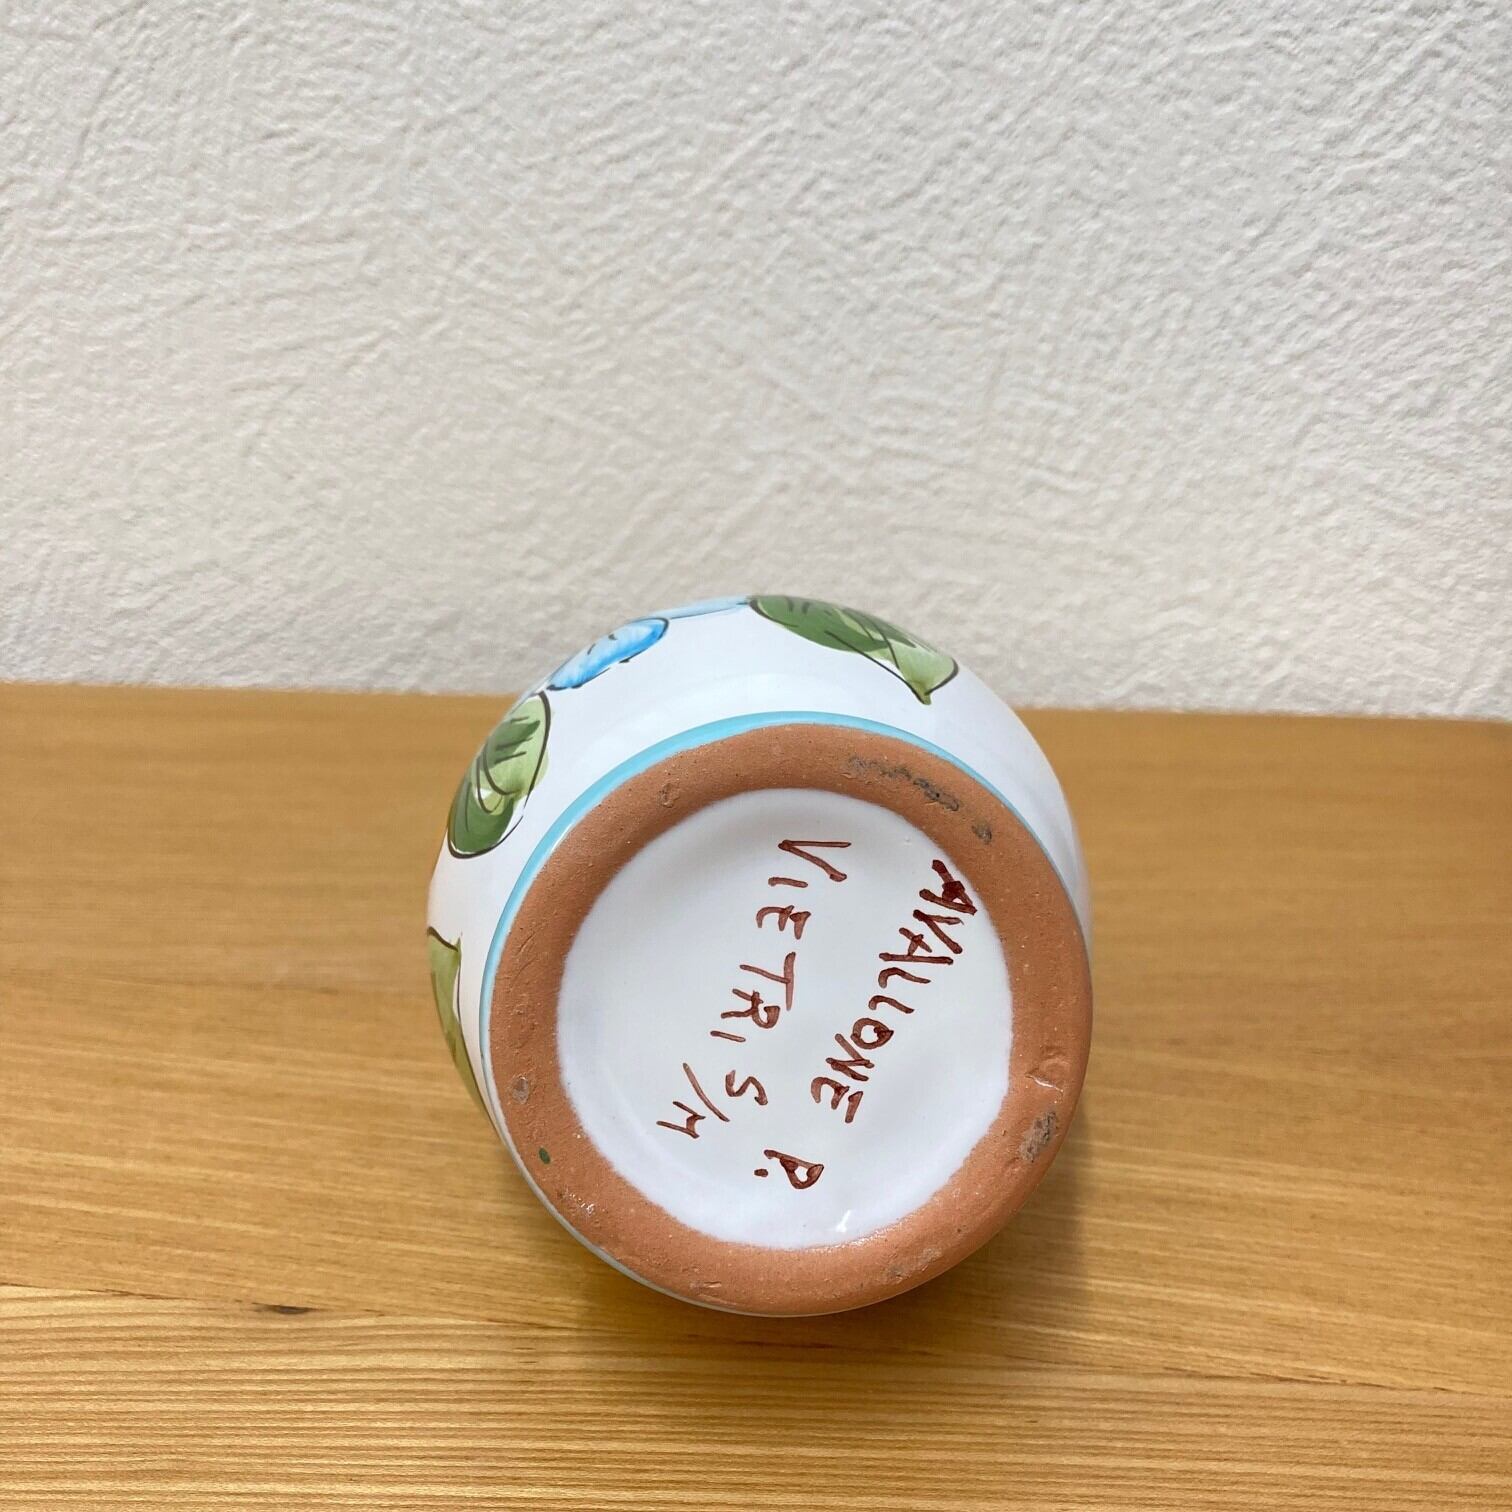 AVALLONE P.
VIETRI S/M